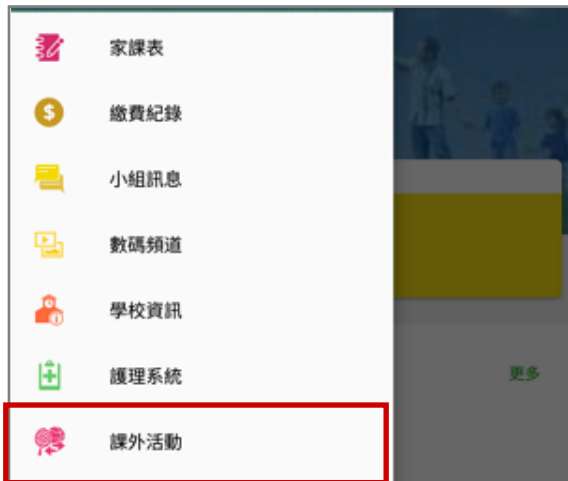 家課表
繳費紀錄
小組訊息
數碼頻道
學校資訊
護理系統
更多
課外活動